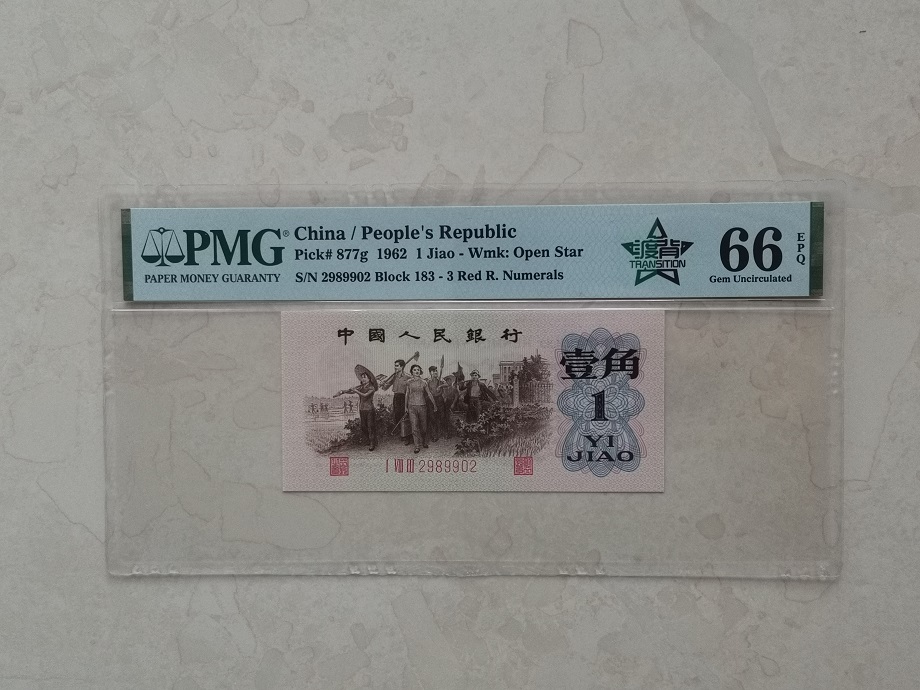 PMG®
PAPER MONEY GUARANTY
China / People's Republic
Pick# 877g 1962 1 Jiao - Wmk: Open Star
S/N 2989902 Block 183 - 3 Red R. Numerals
渡背
TRANSITION
66
EPQ
Gem Uncirculated
中國人民銀行
壹角
1
YI
JIAO
I VIII III 2989902